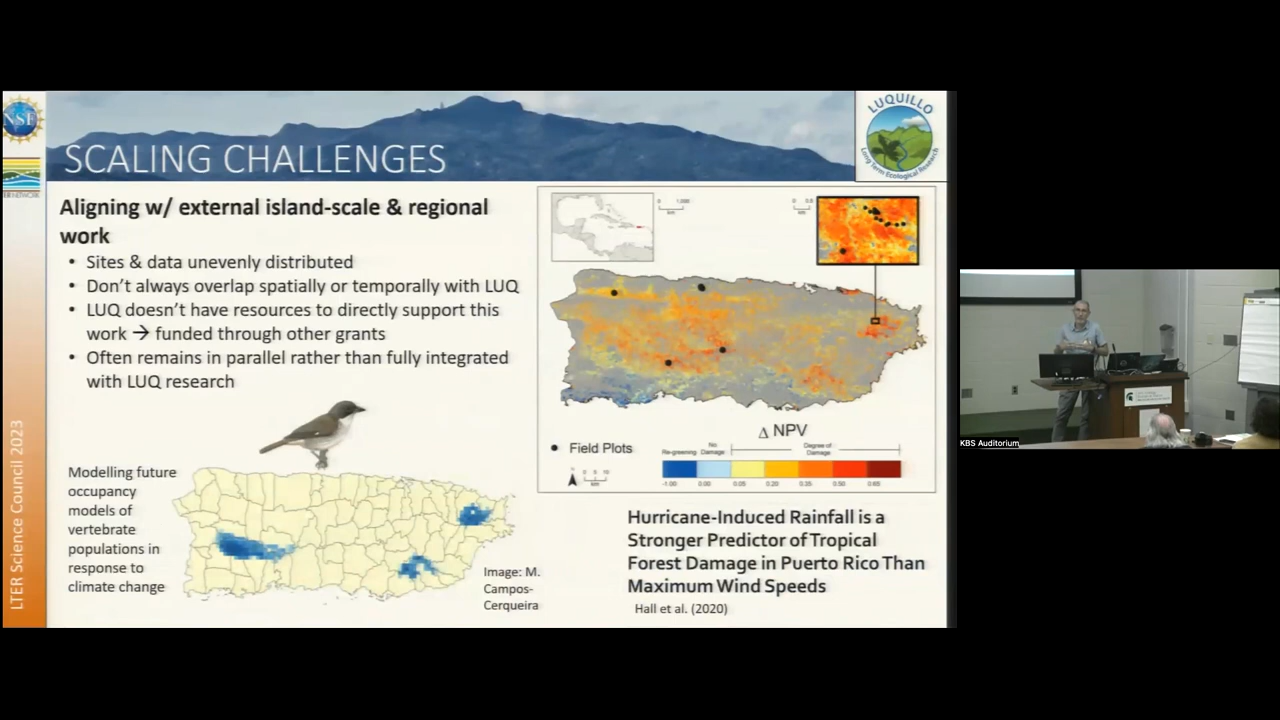 NSF
LUQUILLO
Long Term Ecological Research
SCALING CHALLENGES
Aligning w/ external island-scale & regional
work
• Sites & data unevenly distributed
• Don't always overlap spatially or temporally with LUQ
• LUQ doesn't have resources to directly support this
work → funded through other grants
• Often remains in parallel rather than fully integrated
with LUQ research
Modelling future
occupancy
models of
vertebrate
populations in
response to
climate change
Image: M.
Campos-
Cerqueira
Δ NPV
• Field Plots
Re-greening
No
Damage
Degree of
Damage
-1.00 0.00 0.05 0.20 0.35 0.50 0.65
Hurricane-Induced Rainfall is a
Stronger Predictor of Tropical
Forest Damage in Puerto Rico Than
Maximum Wind Speeds
Hall et al. (2020)
LTER Science Council 2023
KBS Auditorium